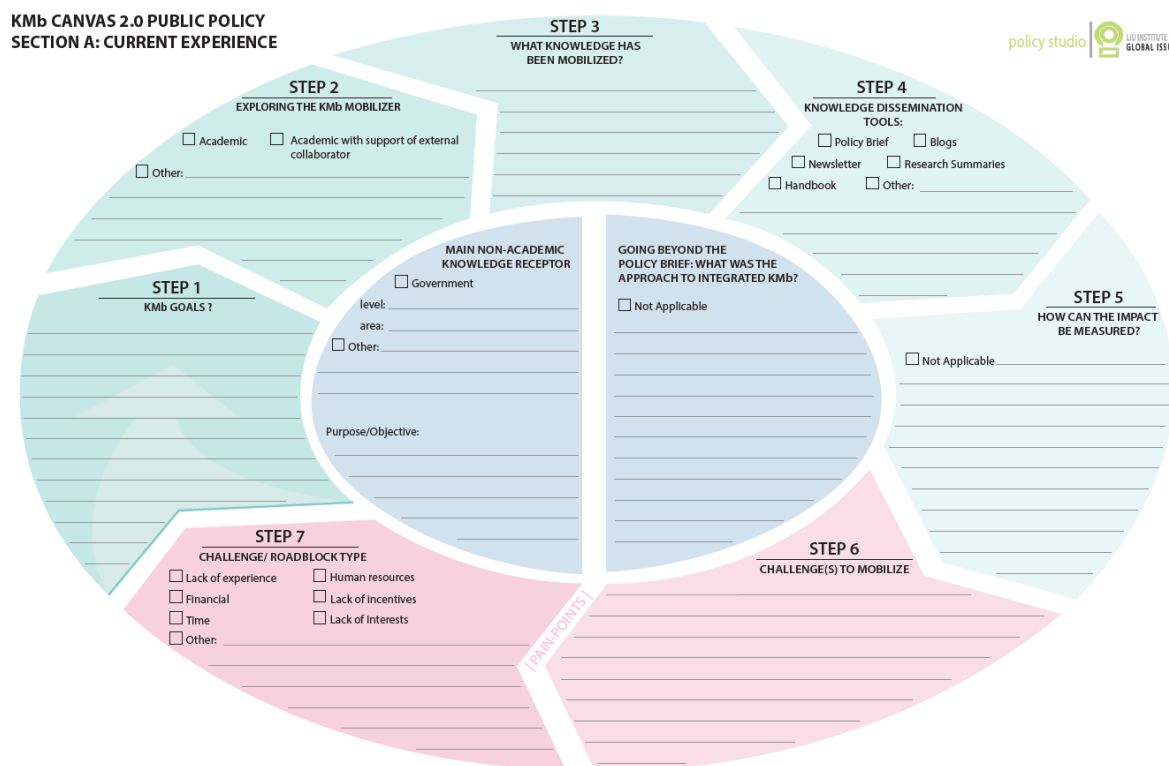 KMb CANVAS 2.0 PUBLIC POLICY
SECTION A: CURRENT EXPERIENCE
policy studio
LIU INSTITUTE
GLOBAL ISSU
STEP 1
KMb GOALS ?
STEP 2
EXPLORING THE KMb MOBILIZER
Academic
Academic with support of external
collaborator
Other:
STEP 3
WHAT KNOWLEDGE HAS
BEEN MOBILIZED?
STEP 4
KNOWLEDGE DISSEMINATION
TOOLS:
Policy Brief
Blogs
Newsletter
Research Summaries
Handbook
Other:
STEP 5
HOW CAN THE IMPACT
BE MEASURED?
Not Applicable
STEP 6
CHALLENGE(S) TO MOBILIZE
STEP 7
CHALLENGE/ ROADBLOCK TYPE
Lack of experience
Human resources
Financial
Lack of incentives
Time
Lack of Interests
Other:
| PAIN-POINTS |
MAIN NON-ACADEMIC
KNOWLEDGE RECEPTOR
Government
level:
area:
Other:
Purpose/Objective:
GOING BEYOND THE
POLICY BRIEF: WHAT WAS THE
APPROACH TO INTEGRATED KMb?
Not Applicable